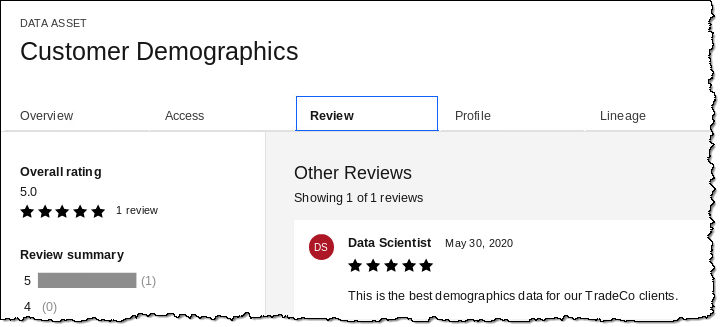 DATA ASSET
Customer Demographics
Overview Access Review Profile Lineage
Overall rating
5.0
1 review
Review summary
5 (1)
4 (0)
Other Reviews
Showing 1 of 1 reviews
DS Data Scientist May 30, 2020
This is the best demographics data for our TradeCo clients.